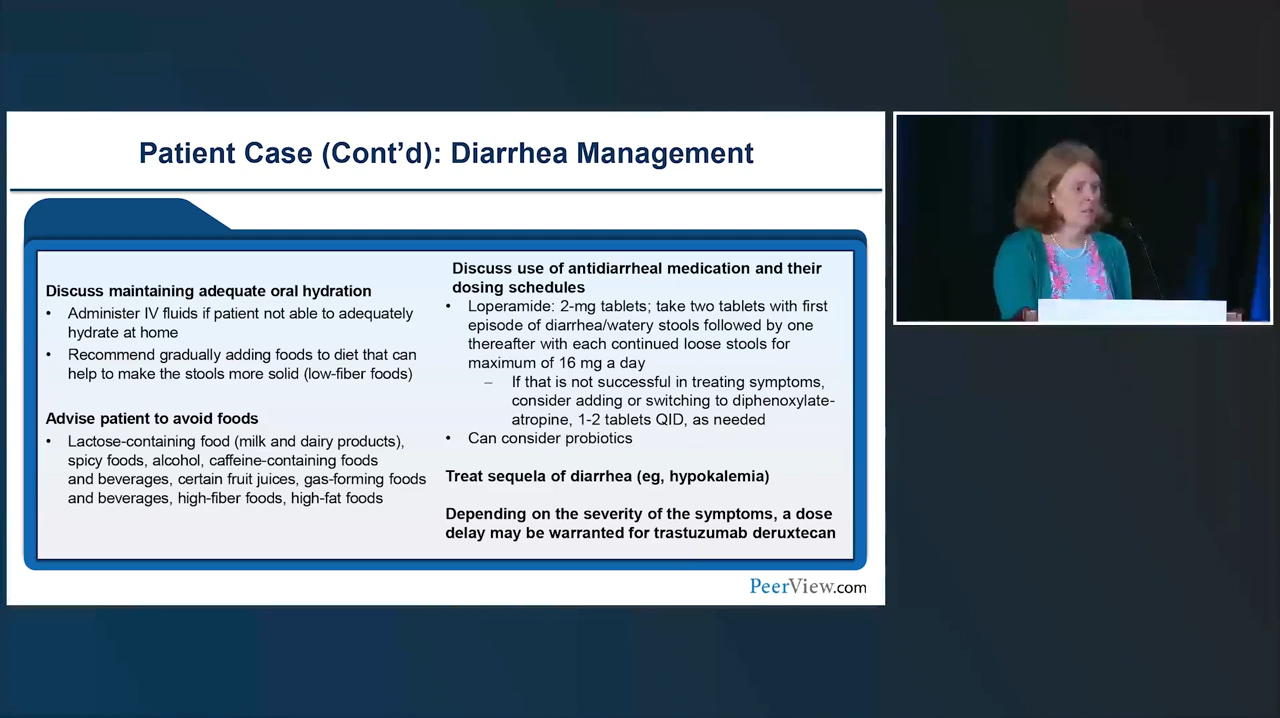 Patient Case (Cont’d): Diarrhea Management
Discuss maintaining adequate oral hydration
• Administer IV fluids if patient not able to adequately
hydrate at home
• Recommend gradually adding foods to diet that can
help to make the stools more solid (low-fiber foods)
Advise patient to avoid foods
• Lactose-containing food (milk and dairy products),
spicy foods, alcohol, caffeine-containing foods
and beverages, certain fruit juices, gas-forming foods
and beverages, high-fiber foods, high-fat foods
Discuss use of antidiarrheal medication and their
dosing schedules
• Loperamide: 2-mg tablets; take two tablets with first
episode of diarrhea/watery stools followed by one
thereafter with each continued loose stools for
maximum of 16 mg a day
– If that is not successful in treating symptoms,
consider adding or switching to diphenoxylate-
atropine, 1-2 tablets QID, as needed
• Can consider probiotics
Treat sequela of diarrhea (eg, hypokalemia)
Depending on the severity of the symptoms, a dose
delay may be warranted for trastuzumab deruxtecan
PeerView.com